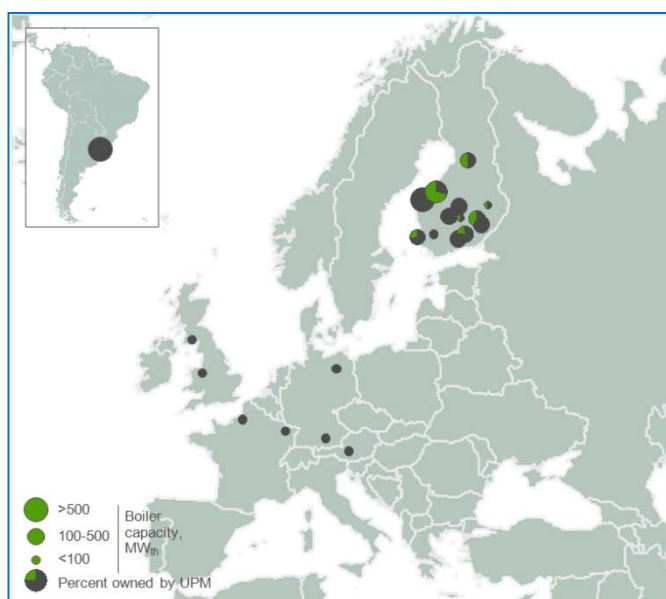 >500
100-500
<100
Boiler
capacity,
MWth
Percent owned by UPM